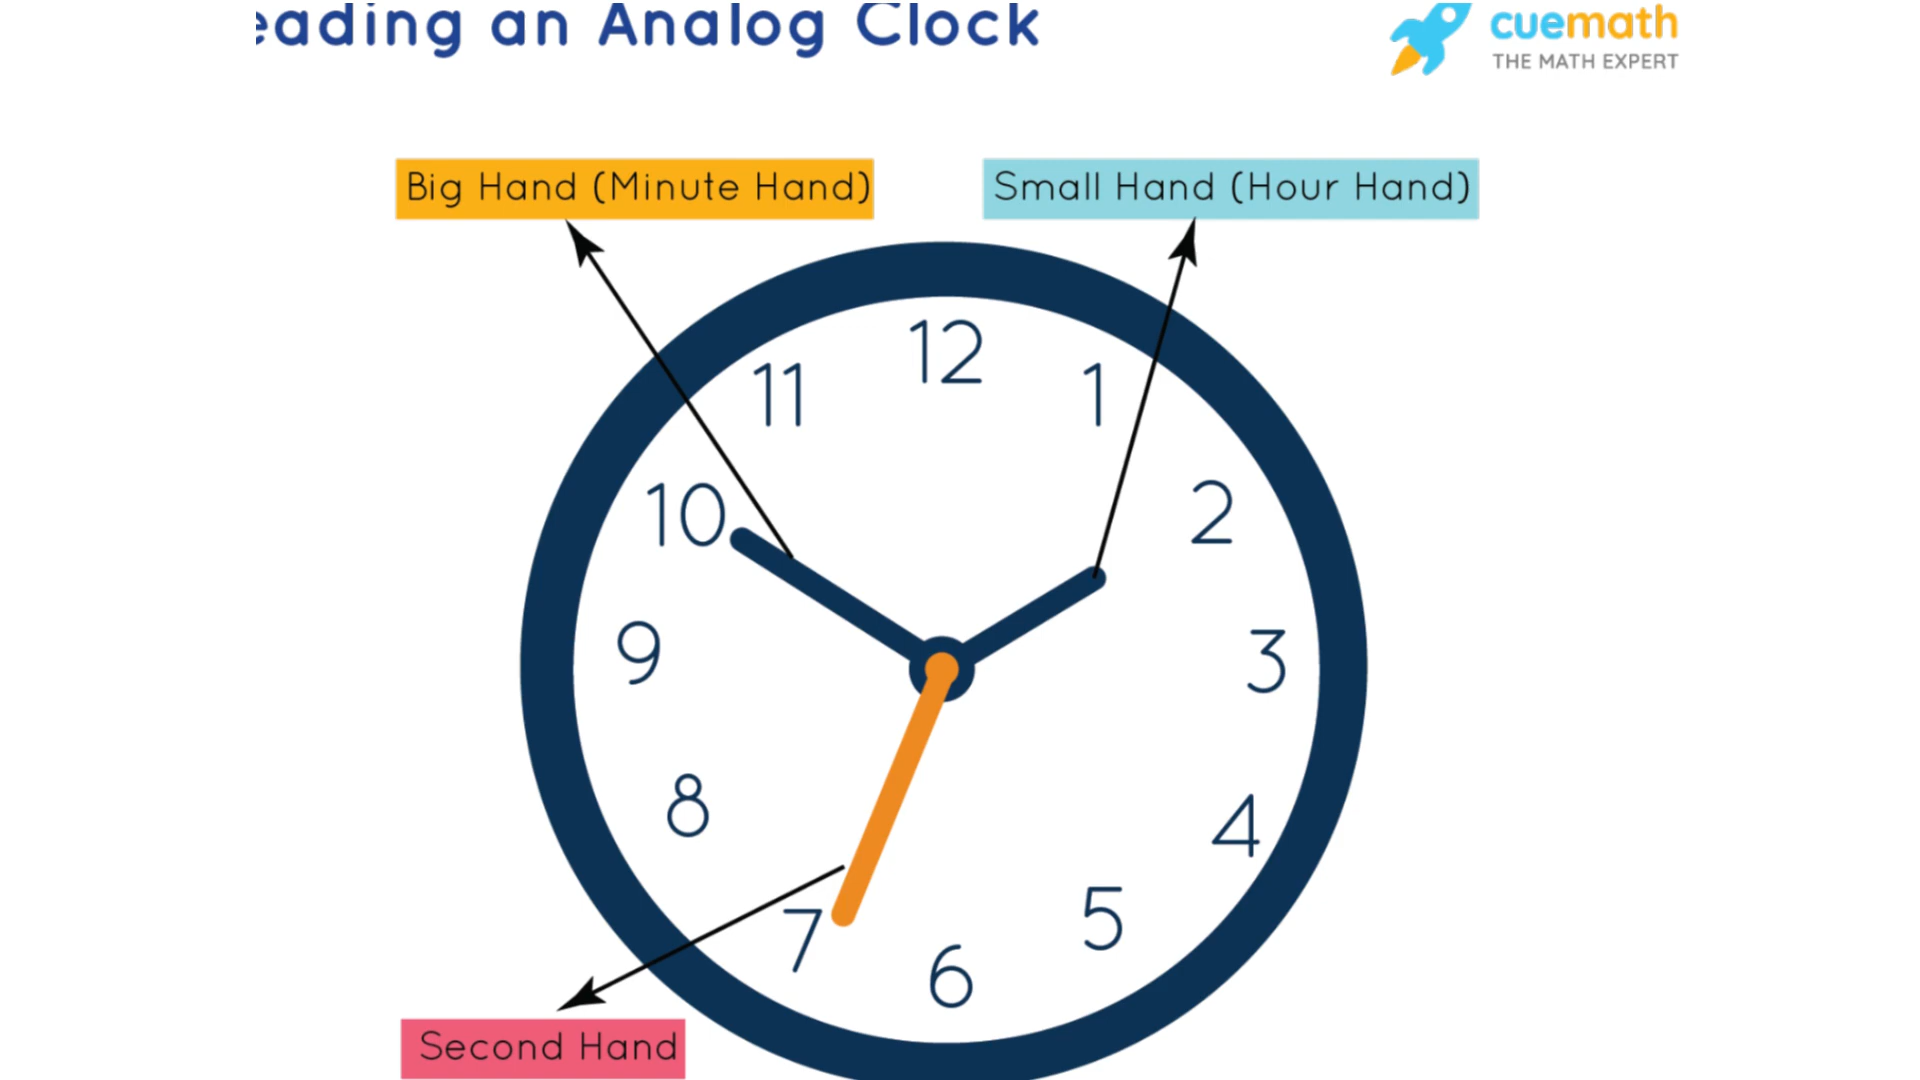 eading an Analog Clock
cuemath
THE MATH EXPERT
Big Hand (Minute Hand)
Small Hand (Hour Hand)
12
11
1
10
2
9
3
8
4
7
5
6
Second Hand